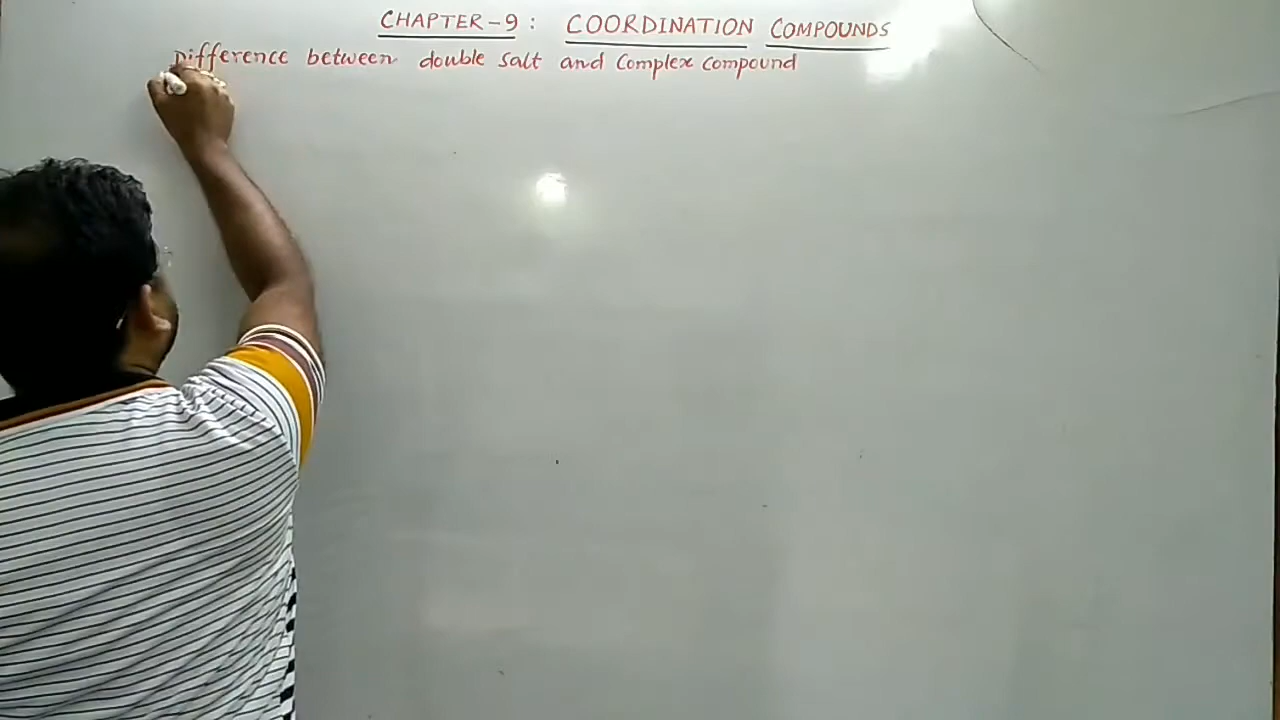 CHAPTER-9: COORDINATION COMPOUNDS
Difference between double salt and Complex Compound